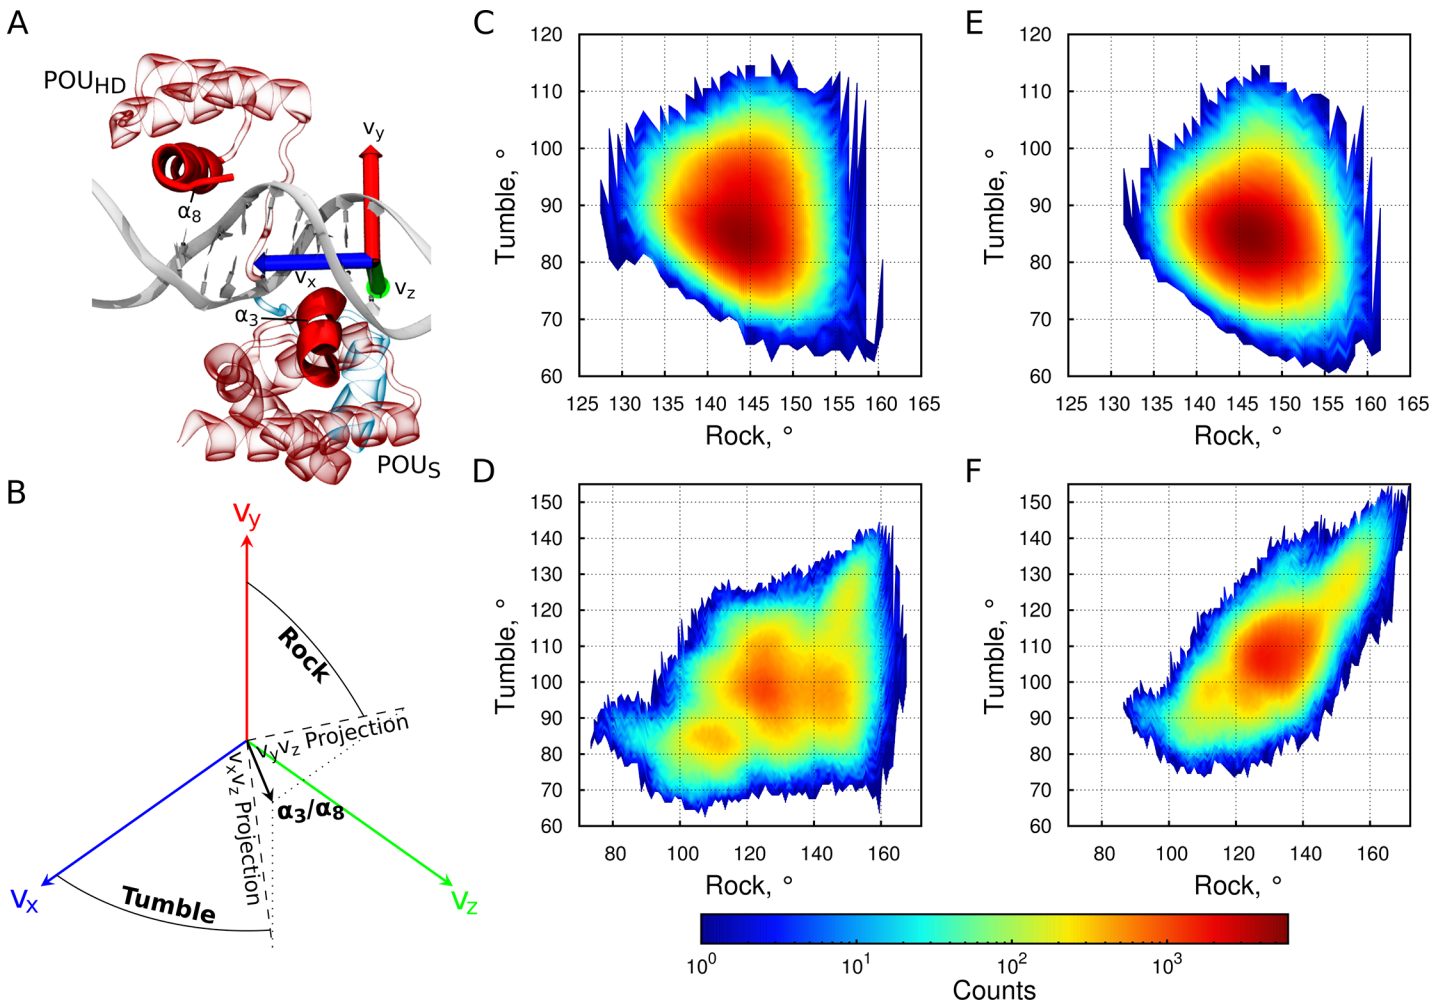 A
POUHD
α8
vy
vx
vz
α3
POUS
B
vy
Rock
vyvz Projection
vxvz Projection
α3/α8
vx
Tumble
vz
C
120
110
100
90
80
70
60
Tumble, °
125 130 135 140 145 150 155 160 165
Rock, °
E
120
110
100
90
80
70
60
Tumble, °
125 130 135 140 145 150 155 160 165
Rock, °
D
150
140
130
120
110
100
90
80
70
60
Tumble, °
80 100 120 140 160
Rock, °
F
150
140
130
120
110
100
90
80
70
60
Tumble, °
80 100 120 140 160
Rock, °
10^0 10^1 10^2 10^3
Counts